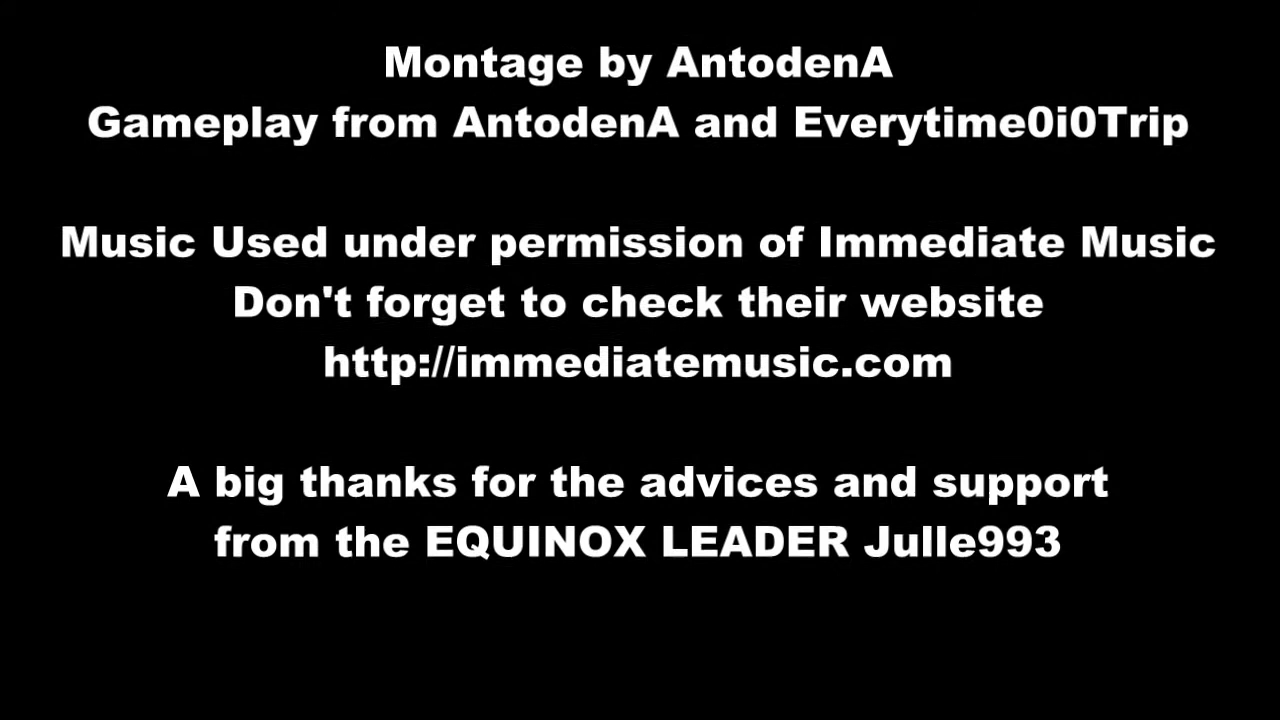 Montage by AntodenA
Gameplay from AntodenA and Everytime0i0Trip
Music Used under permission of Immediate Music
Don't forget to check their website
http://immediatemusic.com
A big thanks for the advices and support
from the EQUINOX LEADER Julle993